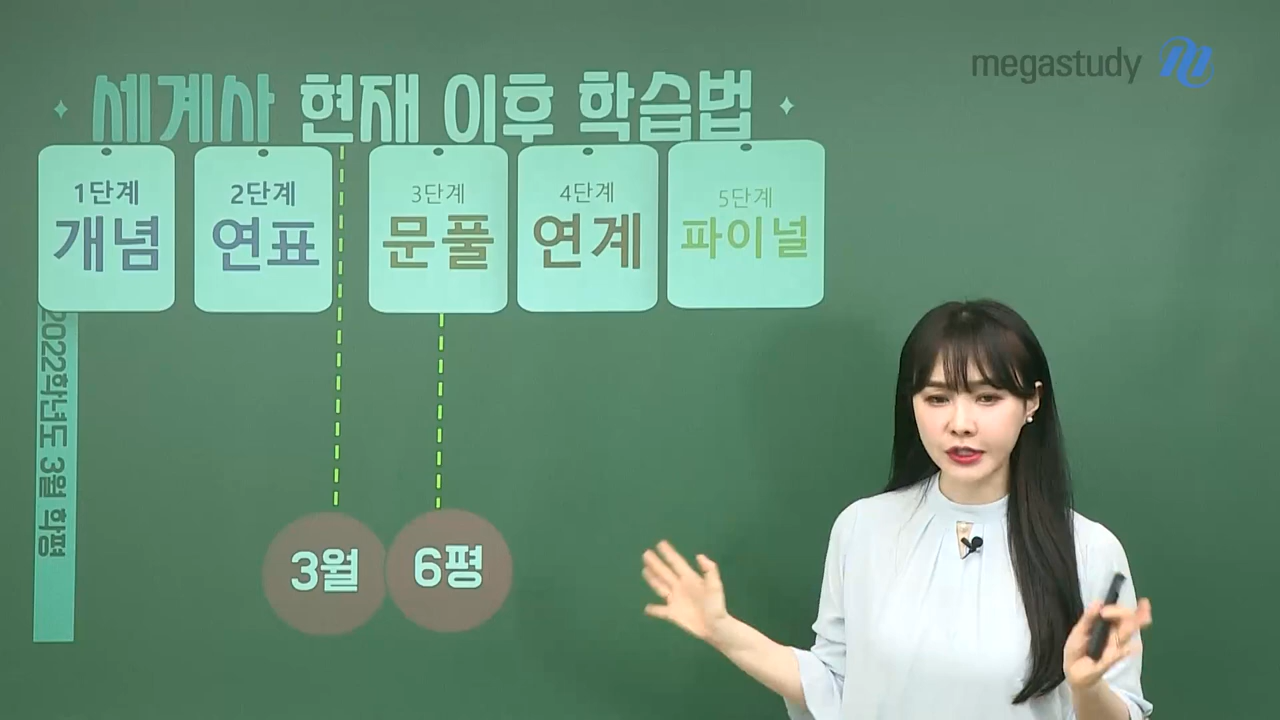 megastudy
세계사 현재 이후 학습법
1단계
개념
2단계
연표
3단계
문풀
4단계
연계
5단계
파이널
2022학년도 3월 학평
3월
6평